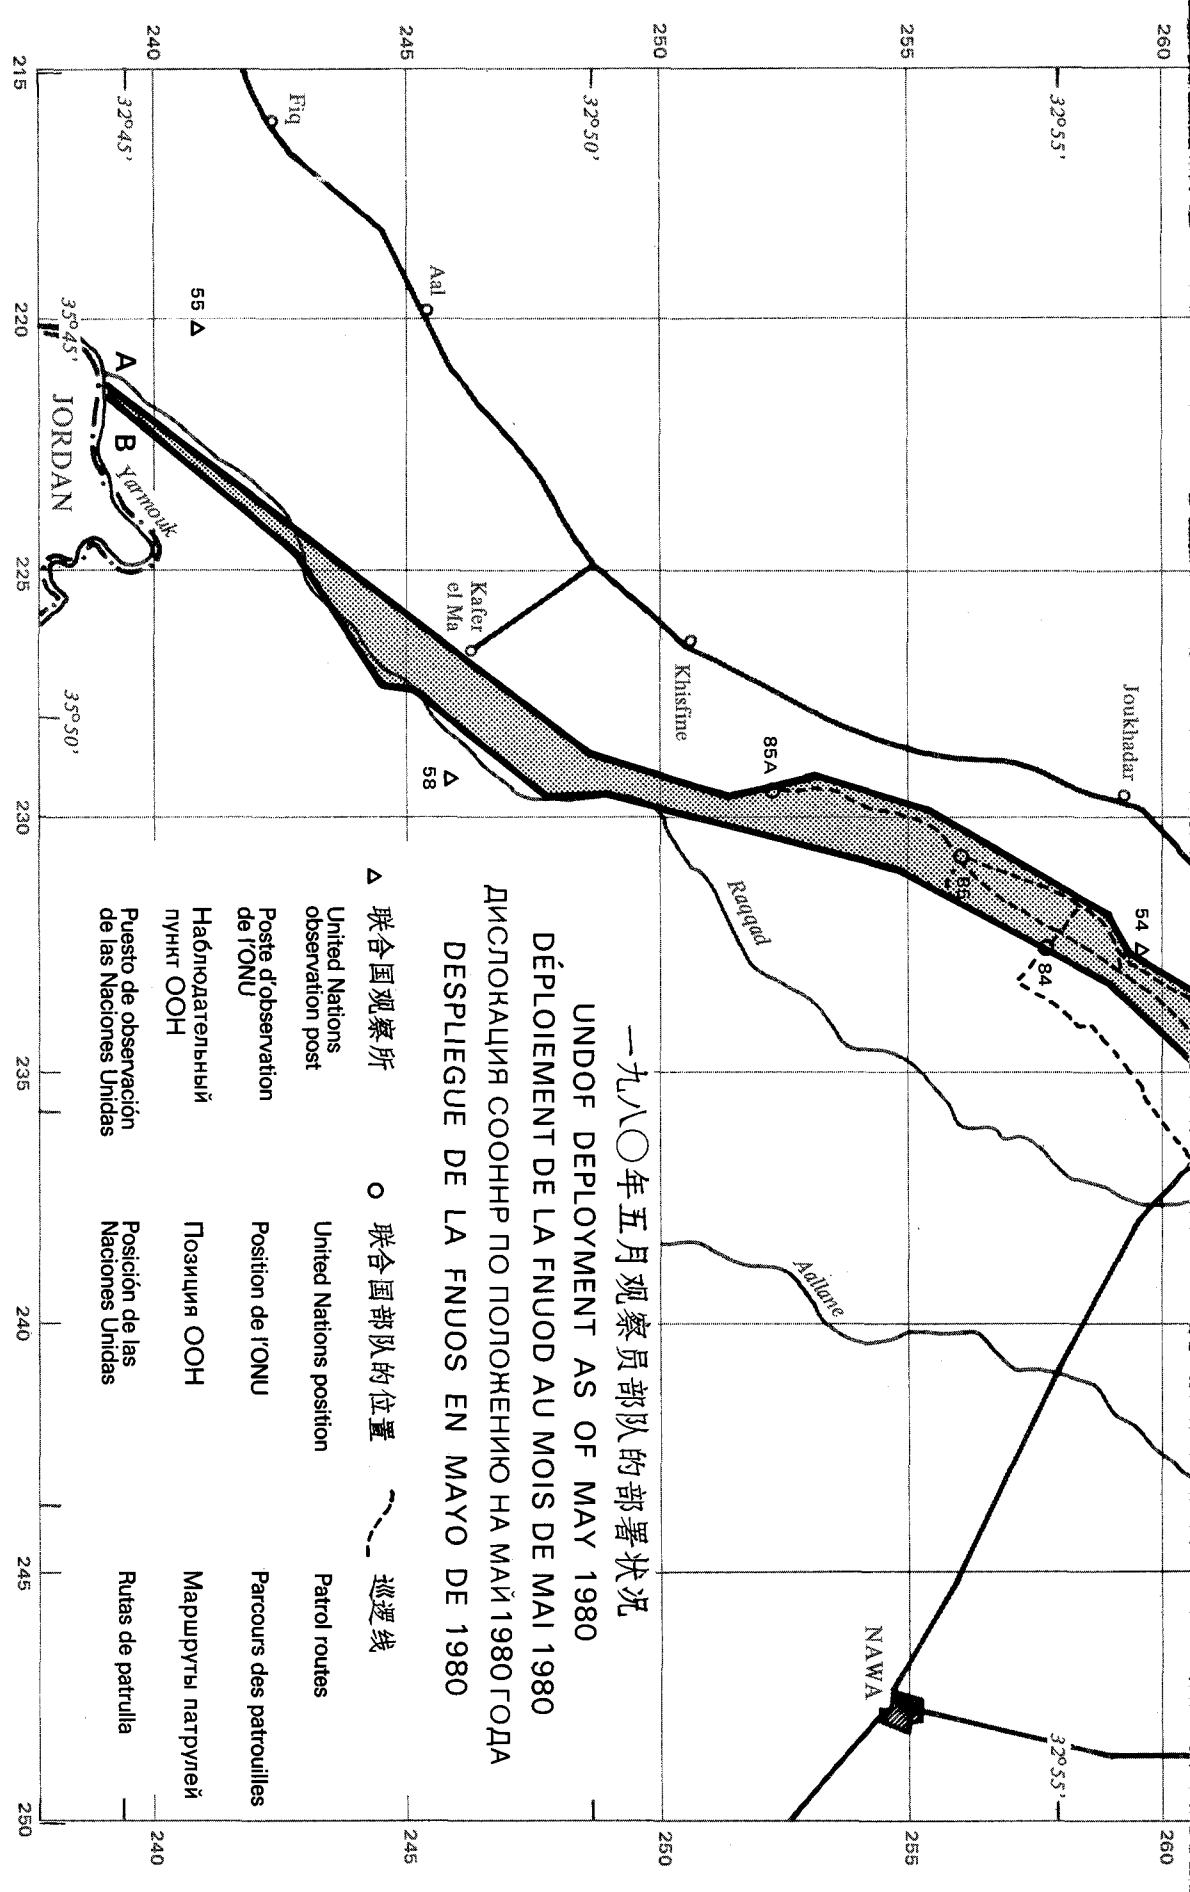 260
255
250
245
240
215
220
225
230
235
240
245
250
260
255
250
245
240
32°55'
32°50'
32°45'
32°55'
35°45'
35°50'
Joukhadar
Khisfine
Kafer
el Ma
Aal
Fiq
54
84
86
85A
58
55
A
B
Yarmouk
JORDAN
Raqqad
Aallane
NAWA
一九八〇年五月观察员部队的部署状况
UNDOF DEPLOYMENT AS OF MAY 1980
DÉPLOIEMENT DE LA FNUOD AU MOIS DE MAI 1980
ДИСЛОКАЦИЯ СООННР ПО ПОЛОЖЕНИЮ НА МАЙ 1980 ГОДА
DESPLIEGUE DE LA FNUOS EN MAYO DE 1980
联合国观察所
United Nations
observation post
Poste d'observation
de l'ONU
Наблюдательный
пункт ООН
Puesto de observación
de las Naciones Unidas
联合国部队的位置
United Nations position
Position de l'ONU
Позиция ООН
Posición de las
Naciones Unidas
巡逻线
Patrol routes
Parcours des patrouilles
Маршруты патрулей
Rutas de patrulla